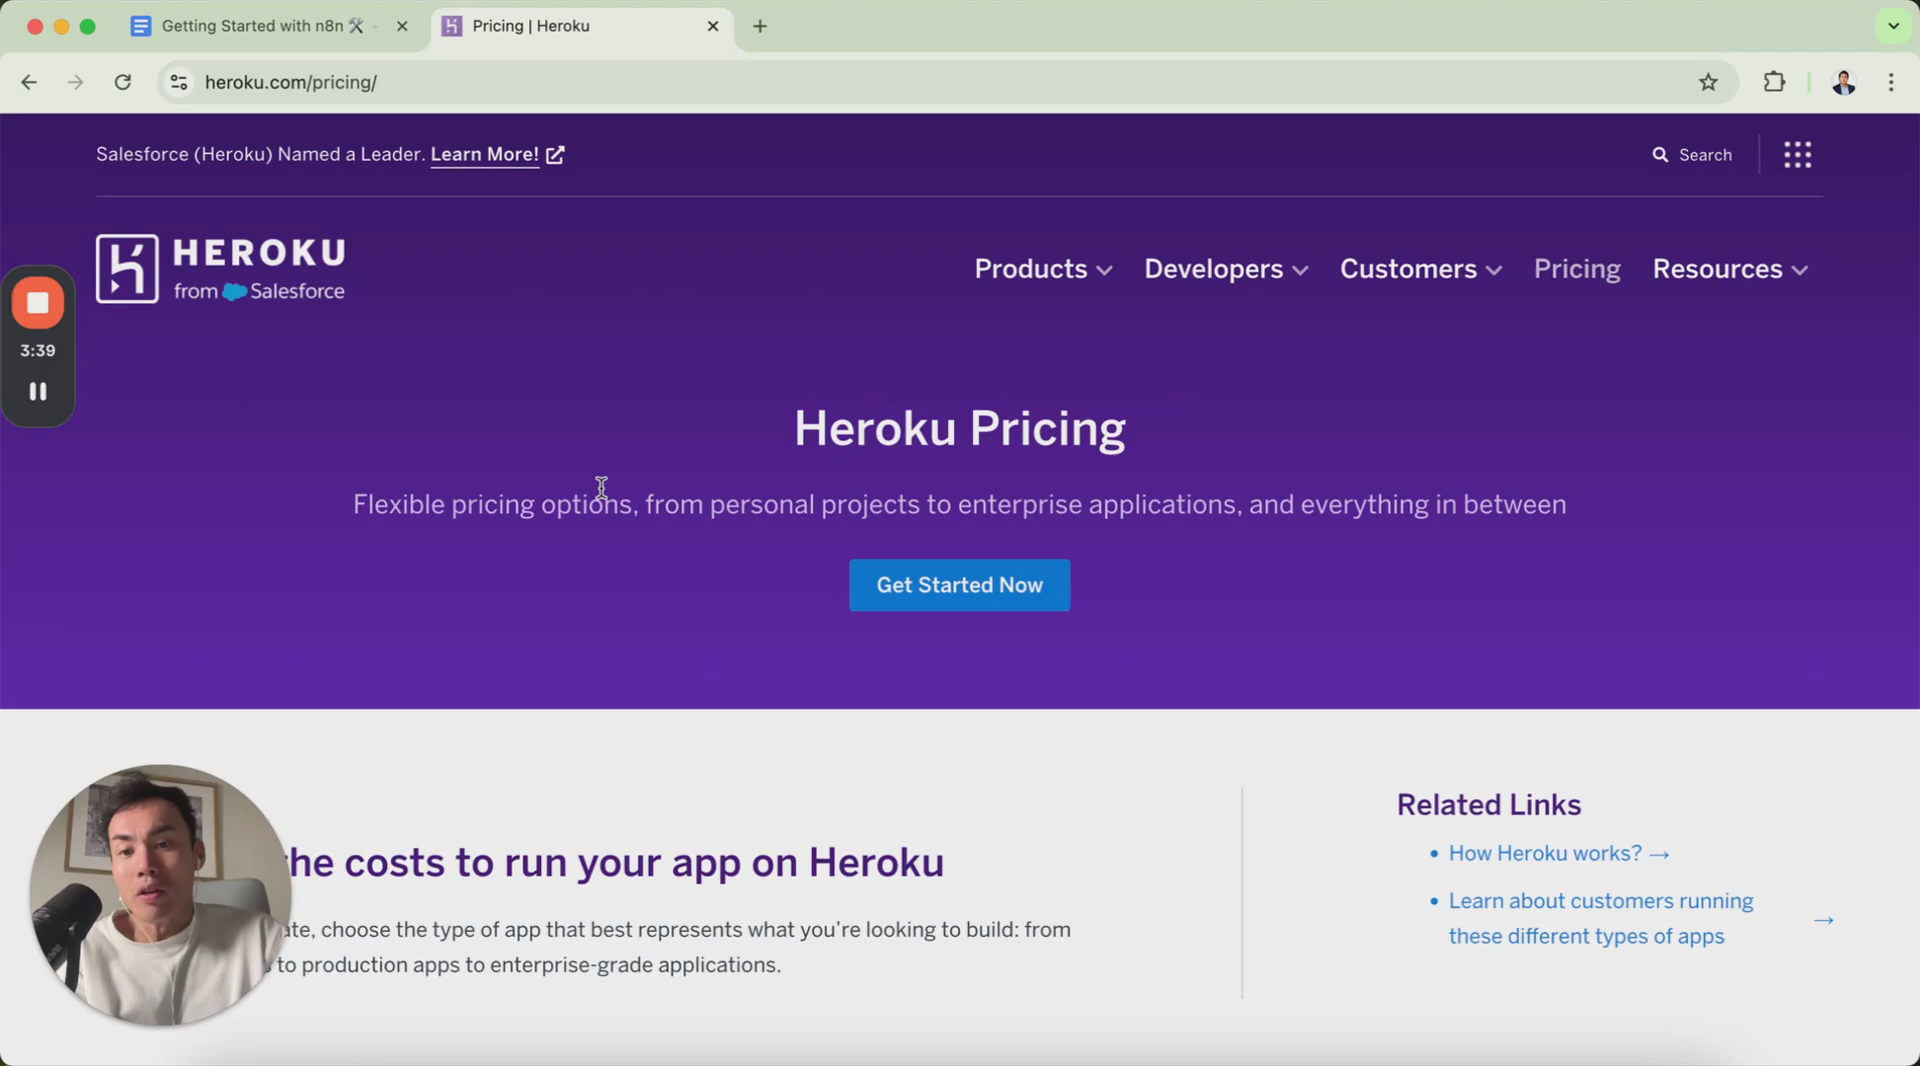 Getting Started with n8n 🛠 -
Pricing | Heroku
heroku.com/pricing/
Salesforce (Heroku) Named a Leader. Learn More!
Search
HEROKU
from Salesforce
Products
Developers
Customers
Pricing
Resources
3:39
Heroku Pricing
Flexible pricing options, from personal projects to enterprise applications, and everything in between
Get Started Now
the costs to run your app on Heroku
choose the type of app that best represents what you're looking to build: from
to production apps to enterprise-grade applications.
Related Links
• How Heroku works? →
• Learn about customers running
these different types of apps →